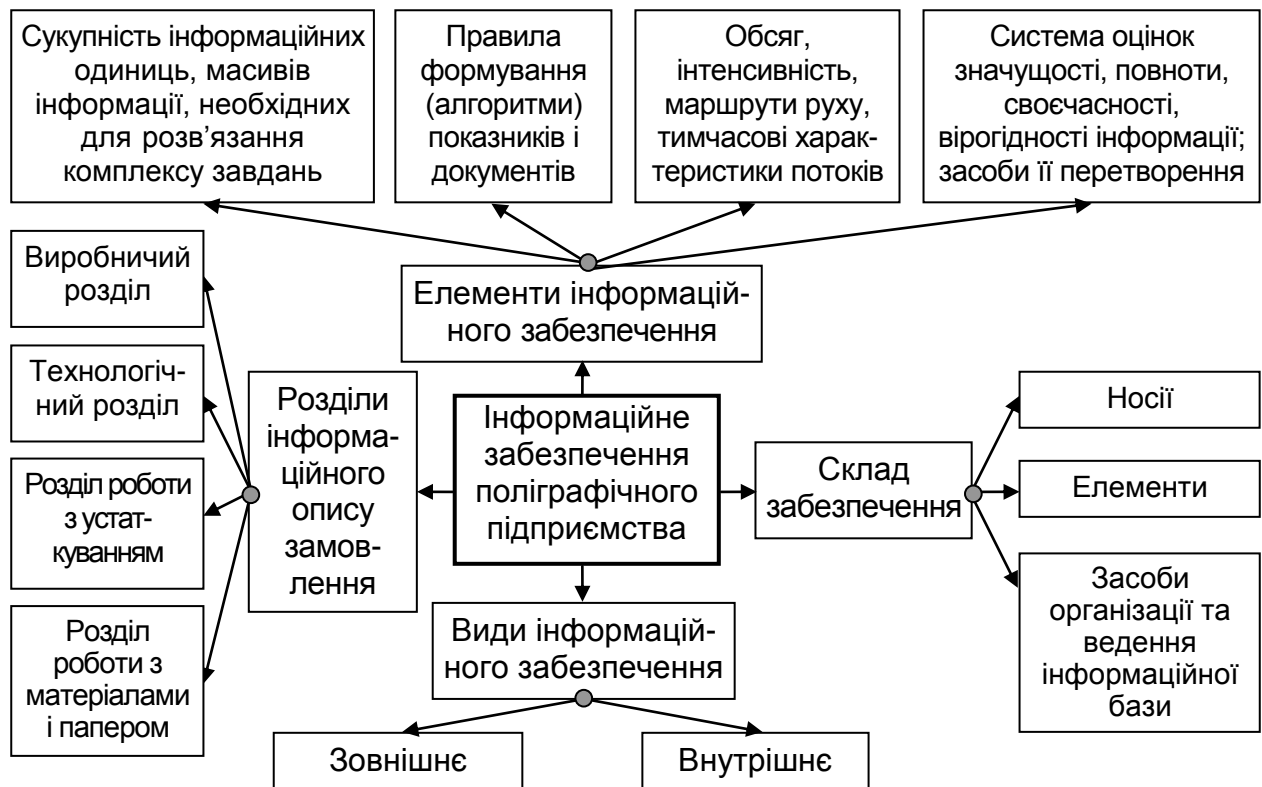 Сукупність інформаційних
одиниць, масивів
інформації, необхідних
для розв’язання
комплексу завдань
Правила
формування
(алгоритми)
показників і
документів
Обсяг,
інтенсивність,
маршрути руху,
тимчасові харак-
теристики потоків
Система оцінок
значущості, повноти,
своєчасності,
вірогідності інформації;
засоби її перетворення
Елементи інформацій-
ного забезпечення
Виробничий
розділ
Технологіч-
ний розділ
Розділ роботи
з устат-
куванням
Розділ
роботи з
матеріалами
і папером
Розділи
інформа-
ційного
опису
замов-
лення
Інформаційне
забезпечення
поліграфічного
підприємства
Склад
забезпечення
Носії
Елементи
Засоби
організації та
ведення
інформаційної
бази
Види інформацій-
ного забезпечення
Зовнішнє
Внутрішнє